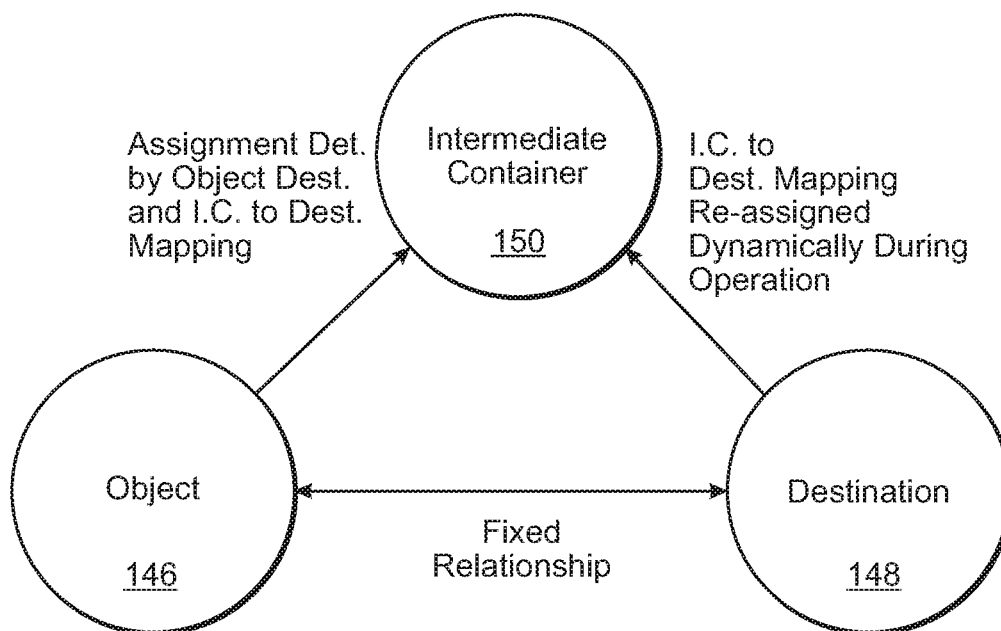 Assignment Det.
by Object Dest.
and I.C. to Dest.
Mapping
Intermediate
Container
150
I.C. to
Dest. Mapping
Re-assigned
Dynamically During
Operation
Object
146
Fixed
Relationship
Destination
148